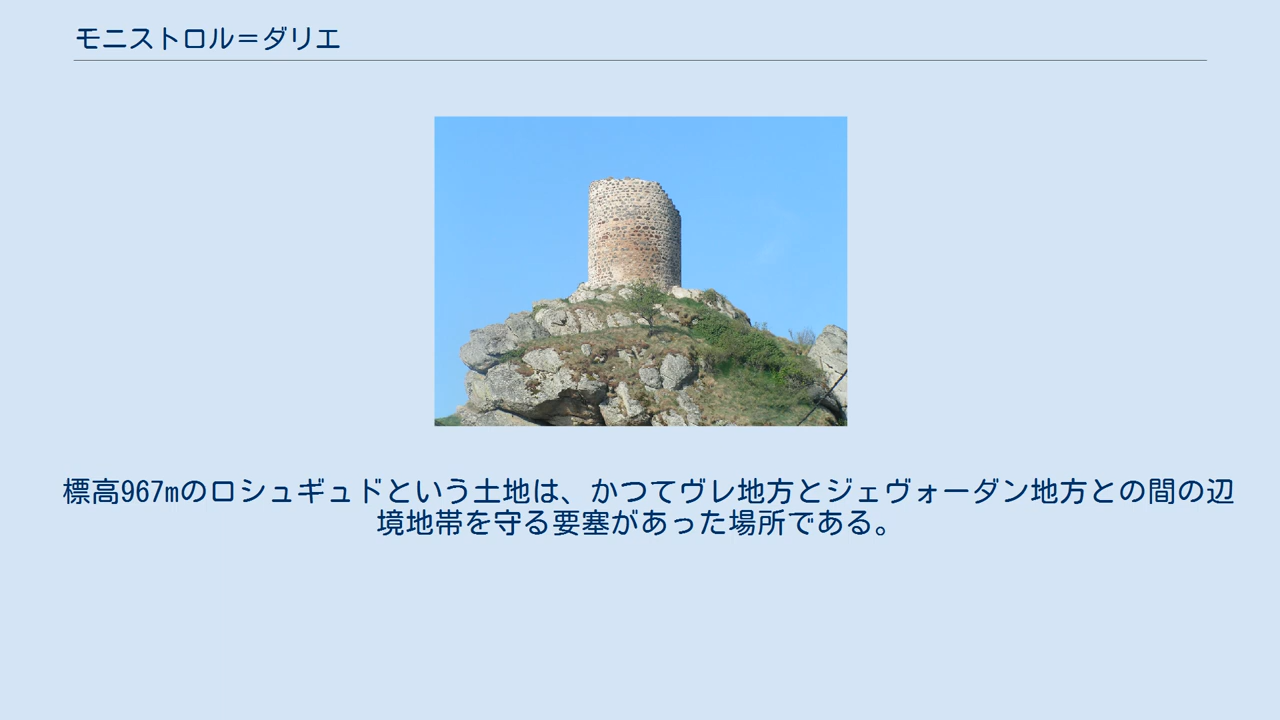 モニストロル＝ダリエ
標高967mのロシュギュドという土地は、かつてヴレ地方とジェヴォーダン地方との間の辺
境地帯を守る要塞があった場所である。